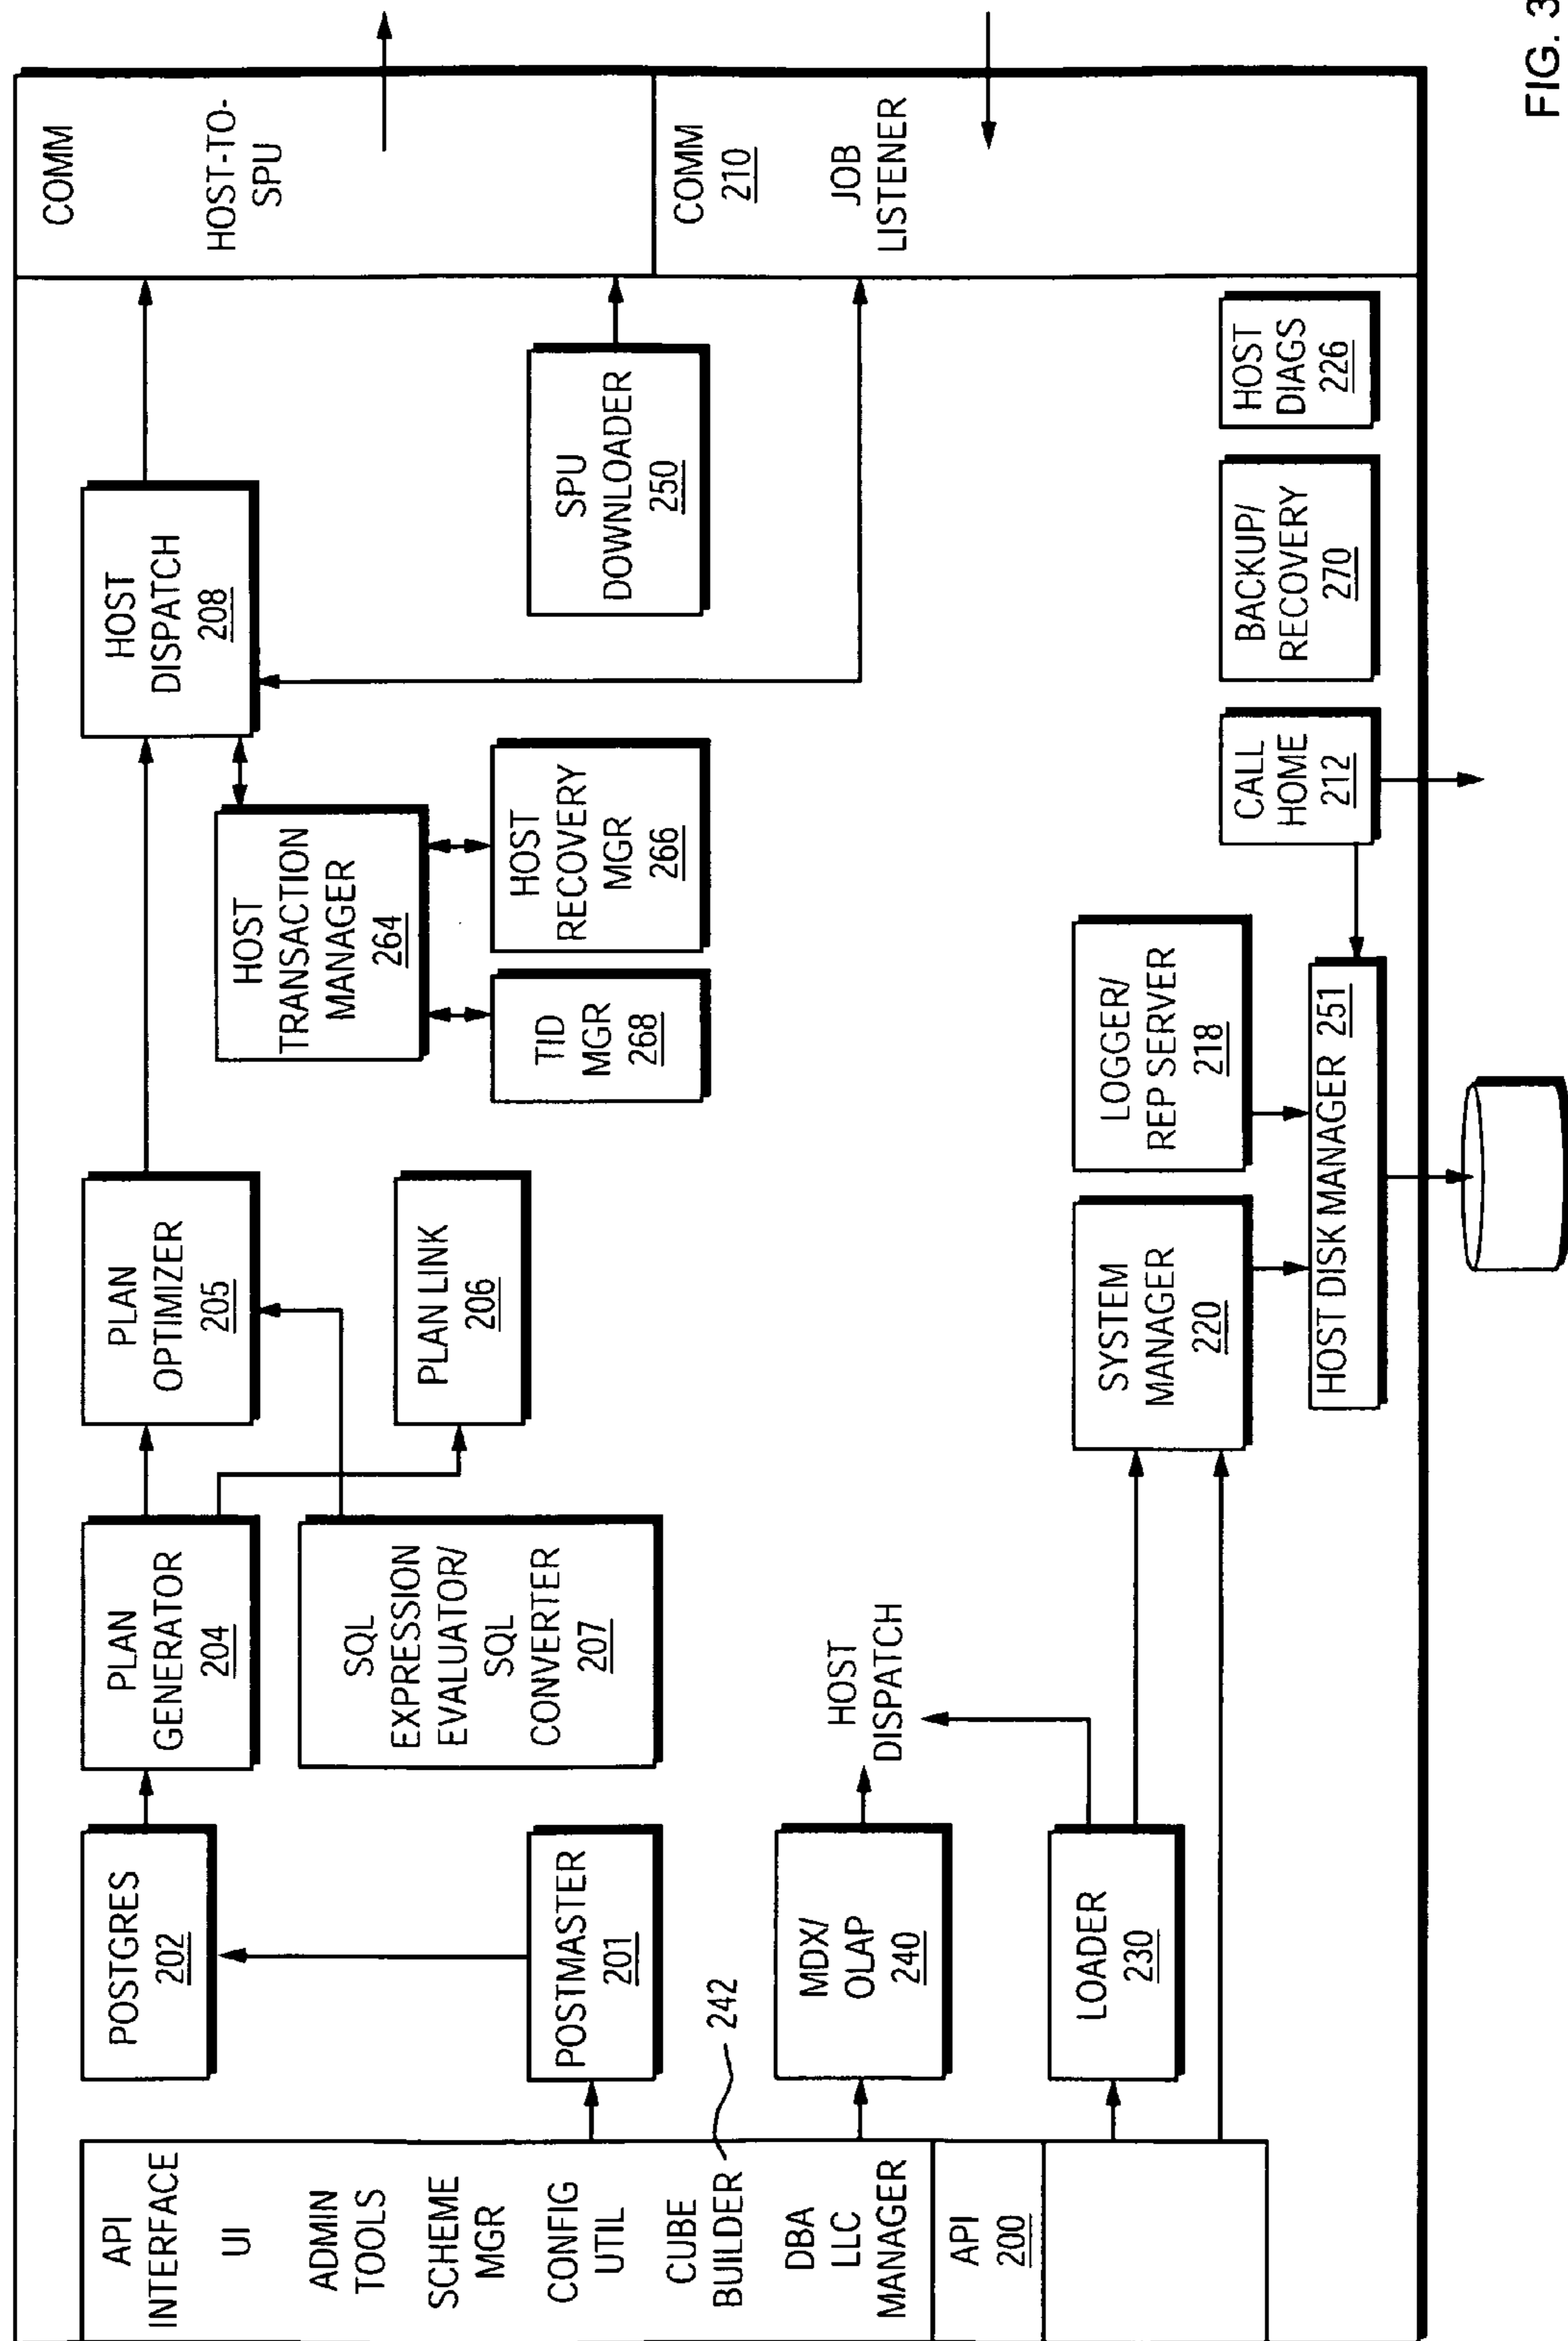 API
INTERFACE
UI
ADMIN
TOOLS
SCHEME
MGR
CONFIG
UTIL
CUBE
BUILDER
242
DBA
LLC
MANAGER
API
200
POSTGRES
202
POSTMASTER
201
MDX/
OLAP
240
LOADER
230
PLAN
GENERATOR
204
SQL
EXPRESSION
EVALUATOR/
SQL
CONVERTER
207
HOST
DISPATCH
PLAN
OPTIMIZER
205
PLAN LINK
206
SYSTEM
MANAGER
220
LOGGER/
REP SERVER
218
HOST DISK MANAGER 251
HOST
TRANSACTION
MANAGER
264
TID
MGR
268
HOST
RECOVERY
MGR
266
HOST
DISPATCH
208
SPU
DOWNLOADER
250
CALL
HOME
212
BACKUP/
RECOVERY
270
HOST
DIAGS
226
COMM
HOST-TO-
SPU
COMM
210
JOB
LISTENER
FIG. 3